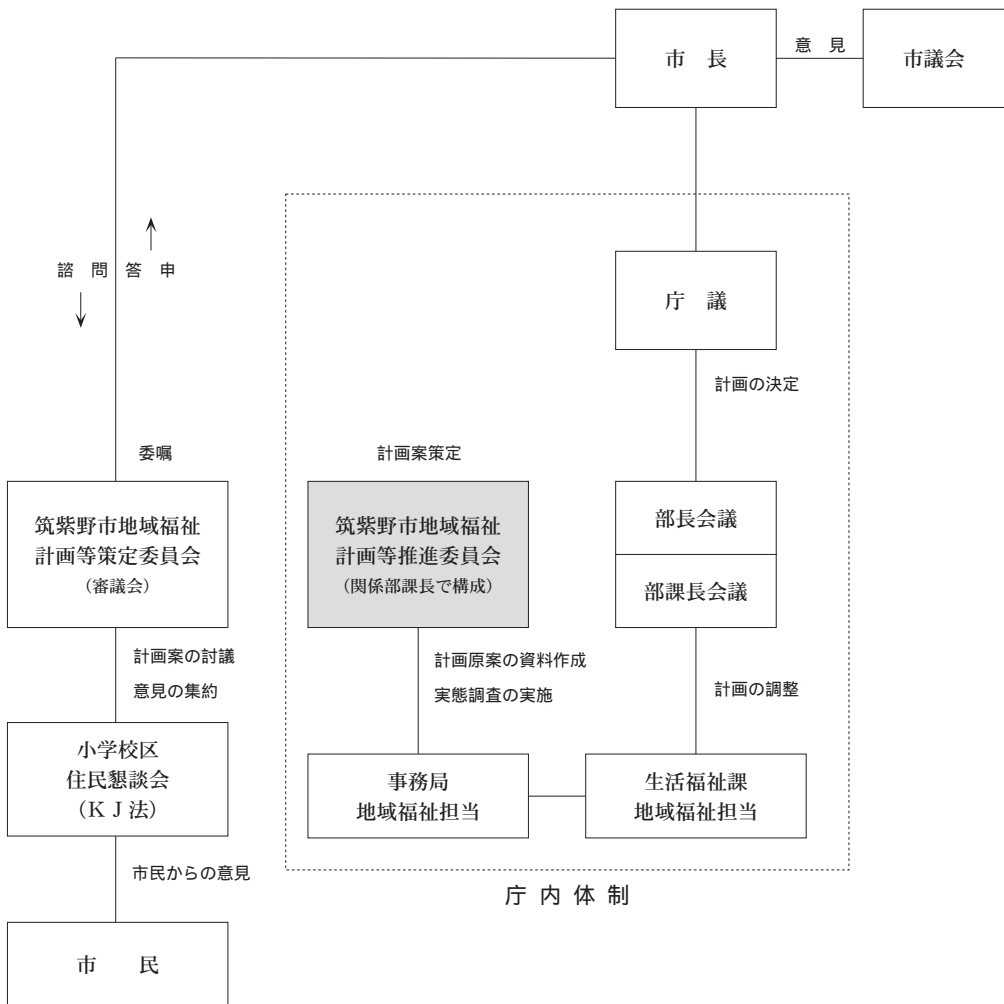 市 長
意 見
市議会
諮 問 答 申
庁 議
計画の決定
委嘱
計画案策定
筑紫野市地域福祉
計画等策定委員会
（審議会）
筑紫野市地域福祉
計画等推進委員会
（関係部課長で構成）
部長会議
部課長会議
計画案の討議
意見の集約
計画原案の資料作成
実態調査の実施
計画の調整
小学校区
住民懇談会
（ＫＪ法）
事務局
地域福祉担当
生活福祉課
地域福祉担当
市民からの意見
庁 内 体 制
市 民